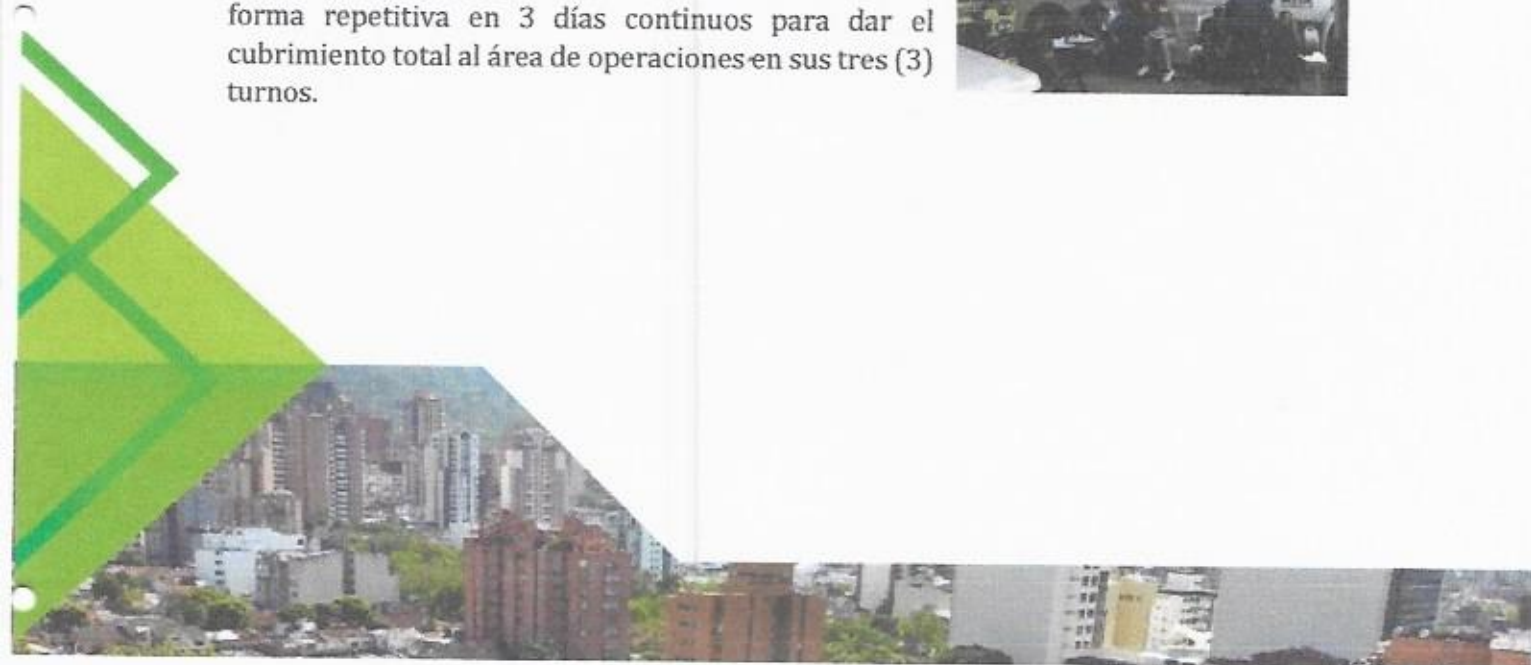 forma repetitiva en 3 días continuos para dar el
cubrimiento total al área de operaciones en sus tres (3)
turnos.